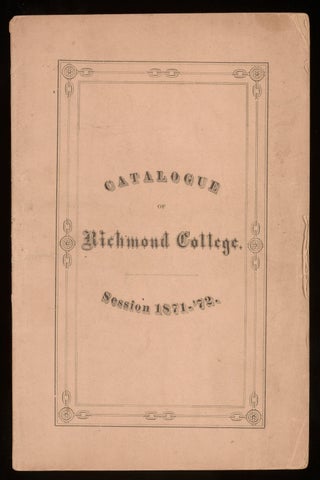 CATALOGUE
OF
Richmond College.
Session 1871-'72.